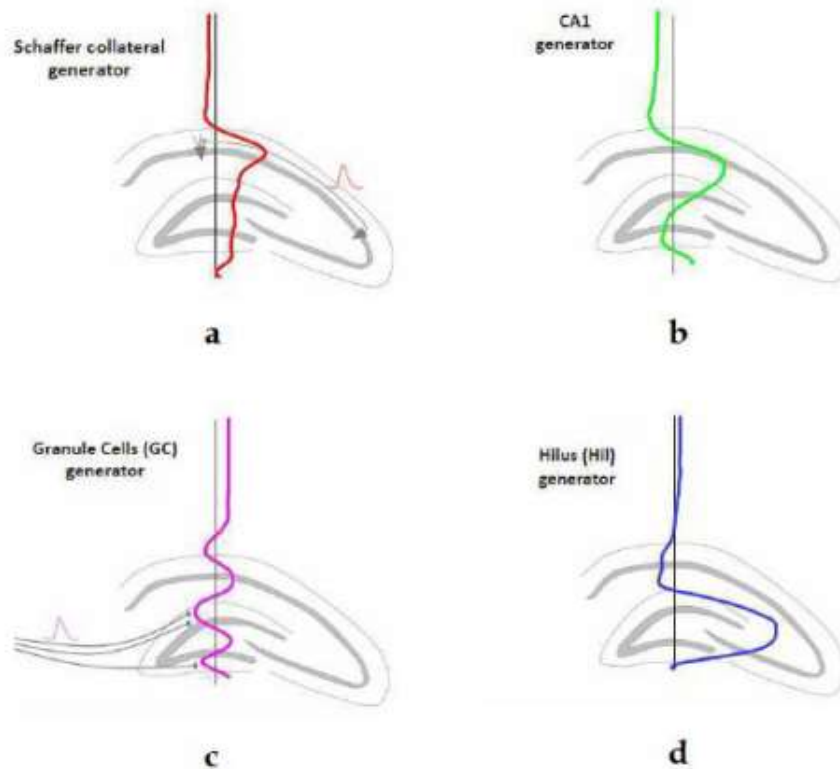 Schaffer collateral
generator
CA1
generator
a
b
Granule Cells (GC)
generator
Hilus (Hil)
generator
c
d